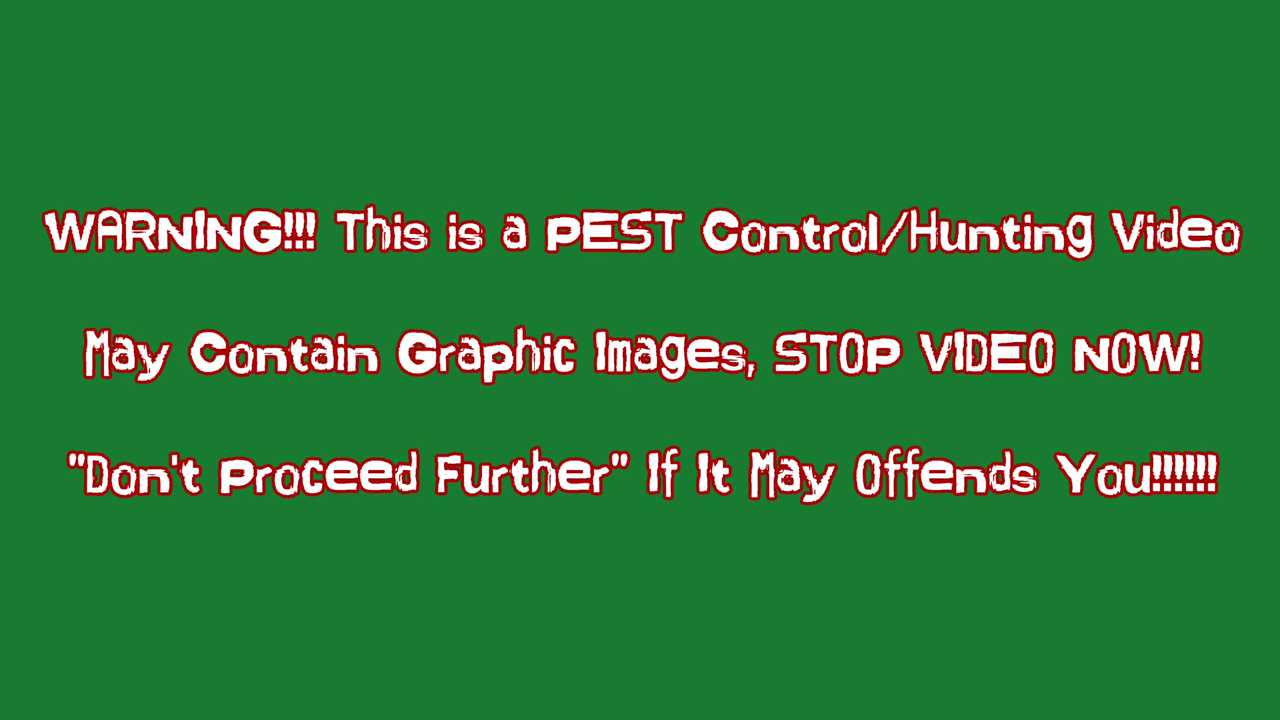 WARNING!!! This is a PEST Control/Hunting Video
May Contain Graphic Images, STOP VIDEO NOW!
"Don't Proceed Further" If It May Offends You!!!!!!